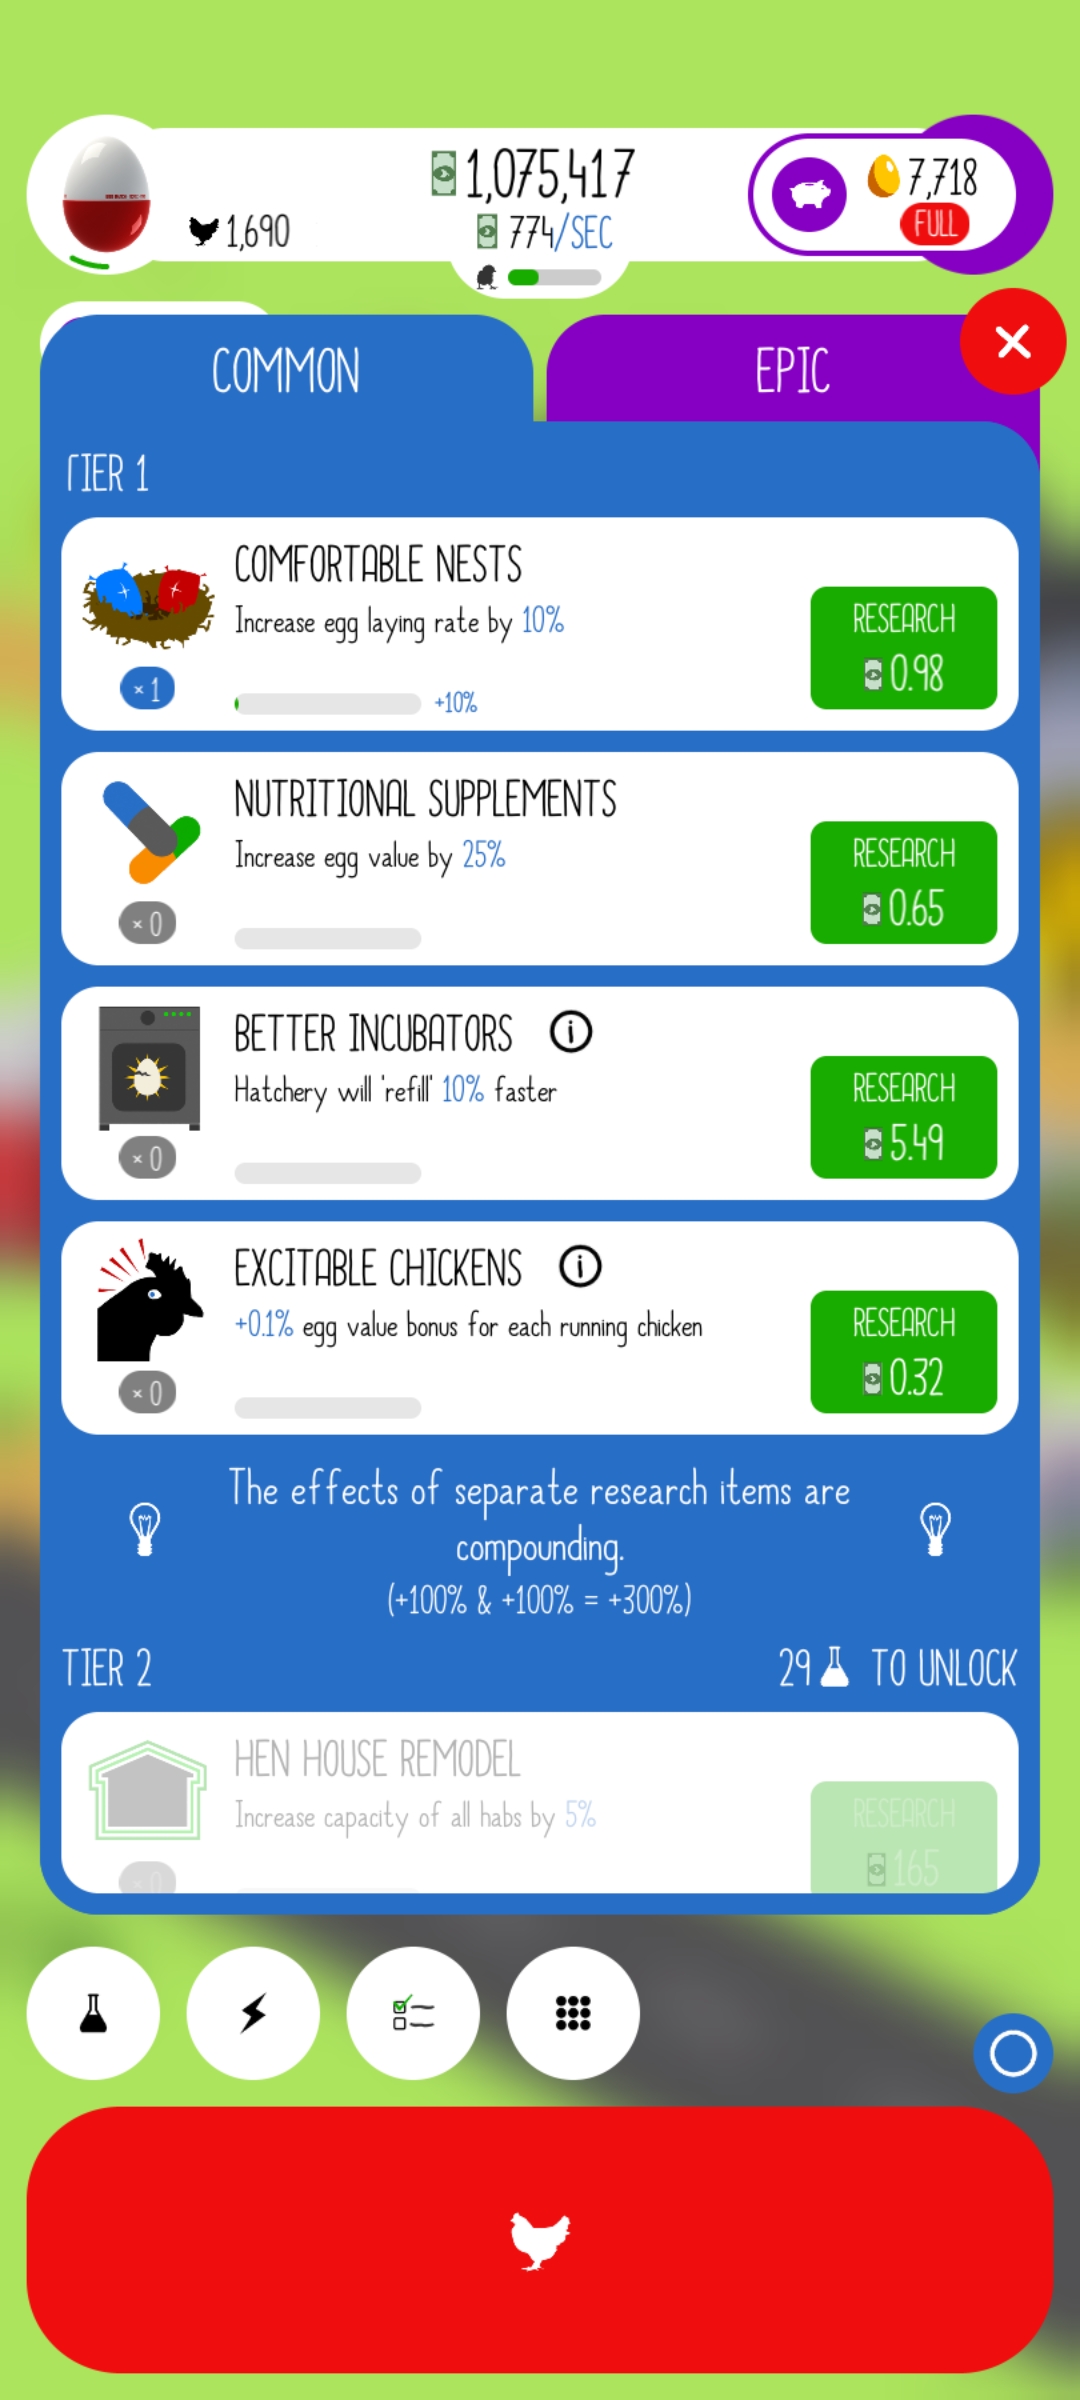 1,075,417
7,718
1,690
774/SEC
FULL
COMMON
EPIC
TIER 1
COMFORTABLE NESTS
Increase egg laying rate by 10%
RESEARCH
0.98
×1
+10%
NUTRITIONAL SUPPLEMENTS
Increase egg value by 25%
RESEARCH
0.65
×0
BETTER INCUBATORS
Hatchery will 'refill' 10% faster
RESEARCH
5.49
×0
EXCITABLE CHICKENS
+0.1% egg value bonus for each running chicken
RESEARCH
0.32
×0
The effects of separate research items are
compounding.
(+100% & +100% = +300%)
TIER 2
29 TO UNLOCK
HEN HOUSE REMODEL
Increase capacity of all habs by 5%
RESEARCH
165
×0